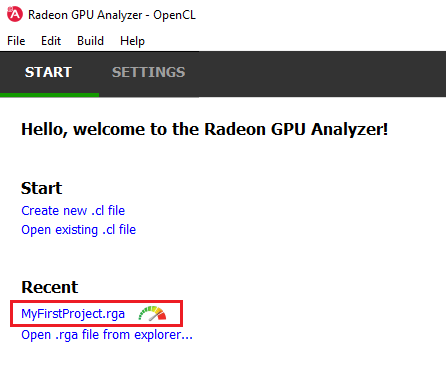 Radeon GPU Analyzer - OpenCL
File Edit Build Help
START SETTINGS
Hello, welcome to the Radeon GPU Analyzer!
Start
Create new .cl file
Open existing .cl file
Recent
MyFirstProject.rga
Open .rga file from explorer...